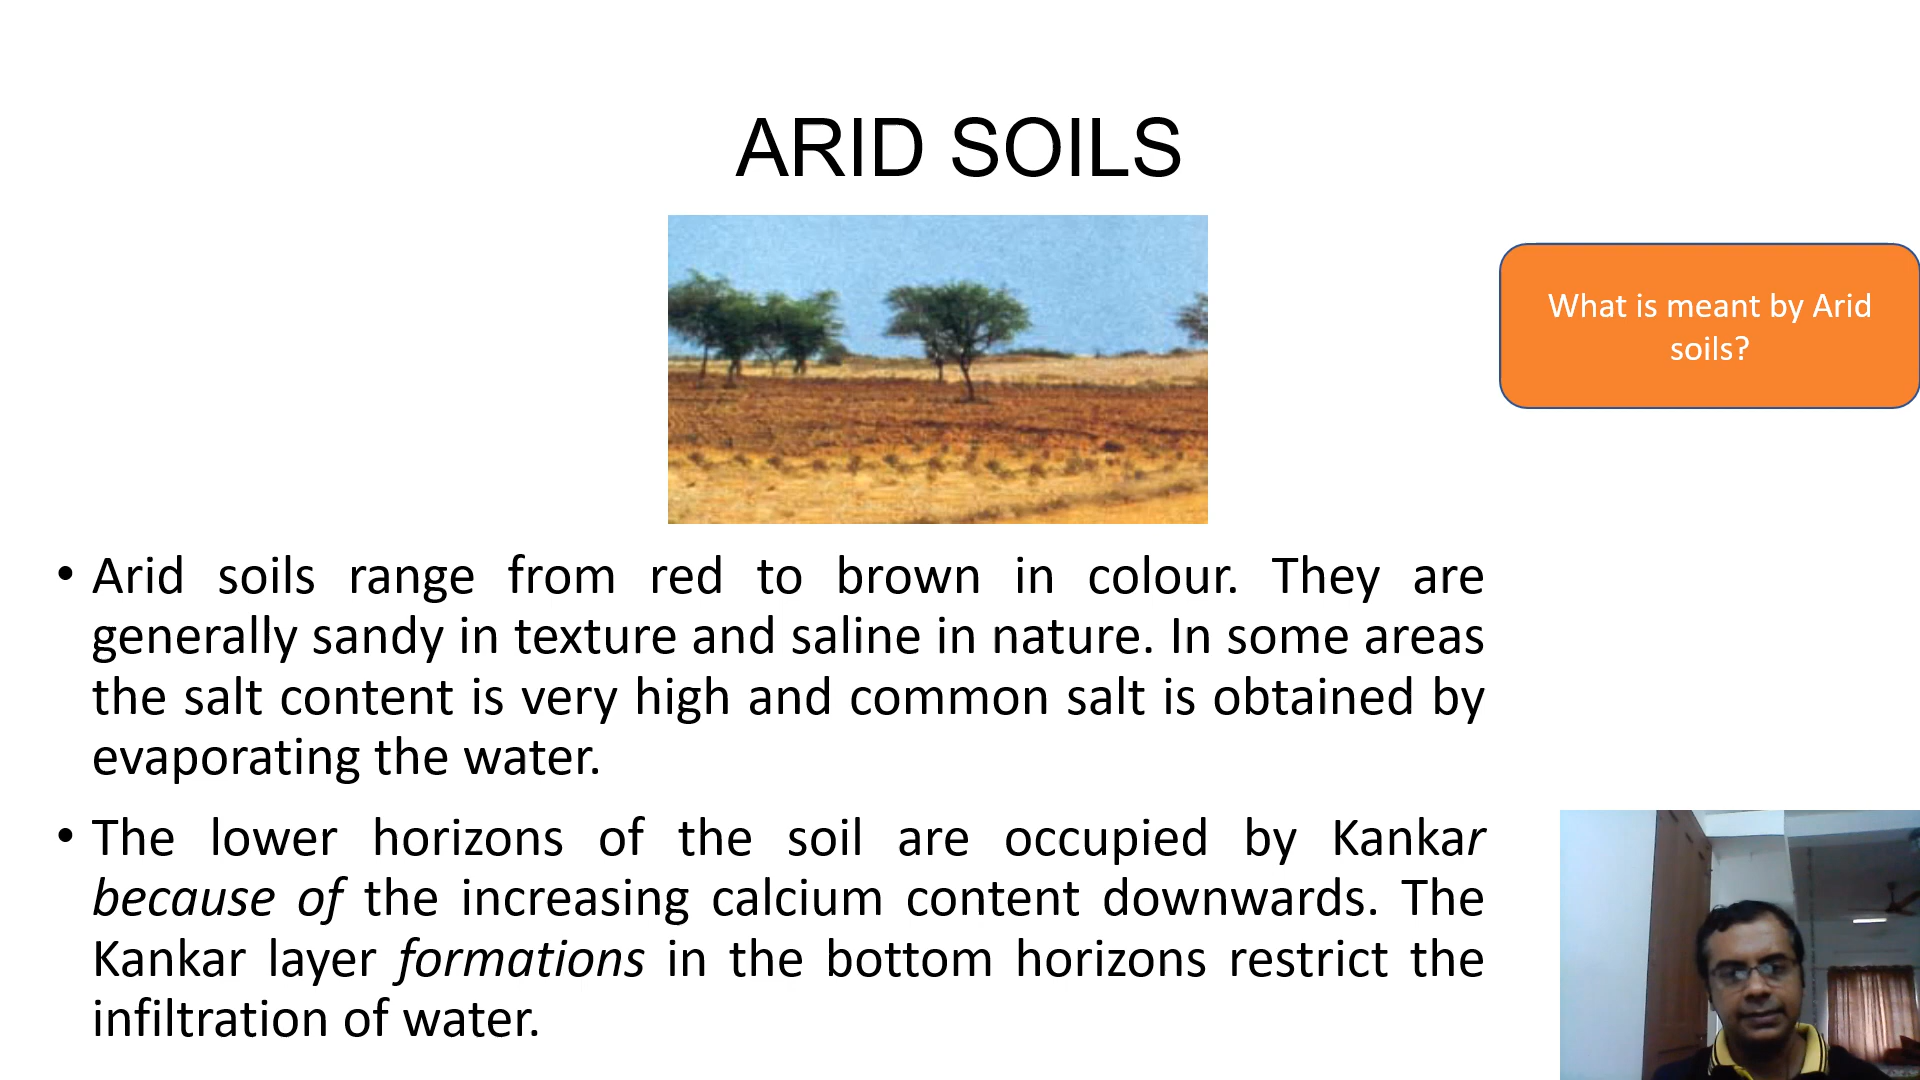 ARID SOILS
What is meant by Arid
soils?
• Arid soils range from red to brown in colour. They are
generally sandy in texture and saline in nature. In some areas
the salt content is very high and common salt is obtained by
evaporating the water.
• The lower horizons of the soil are occupied by Kankar
because of the increasing calcium content downwards. The
Kankar layer formations in the bottom horizons restrict the
infiltration of water.